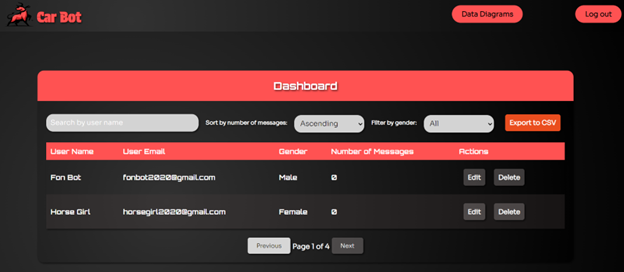 Car Bot
Data Diagrams
Log out
Dashboard
Search by user name
Sort by number of messages:
Ascending
Filter by gender:
All
Export to CSV
User Name User Email Gender Number of Messages Actions
Fon Bot fonbot2020@gmail.com Male 0 Edit Delete
Horse Girl horsegirl2020@gmail.com Female 0 Edit Delete
Previous Page 1 of 4 Next